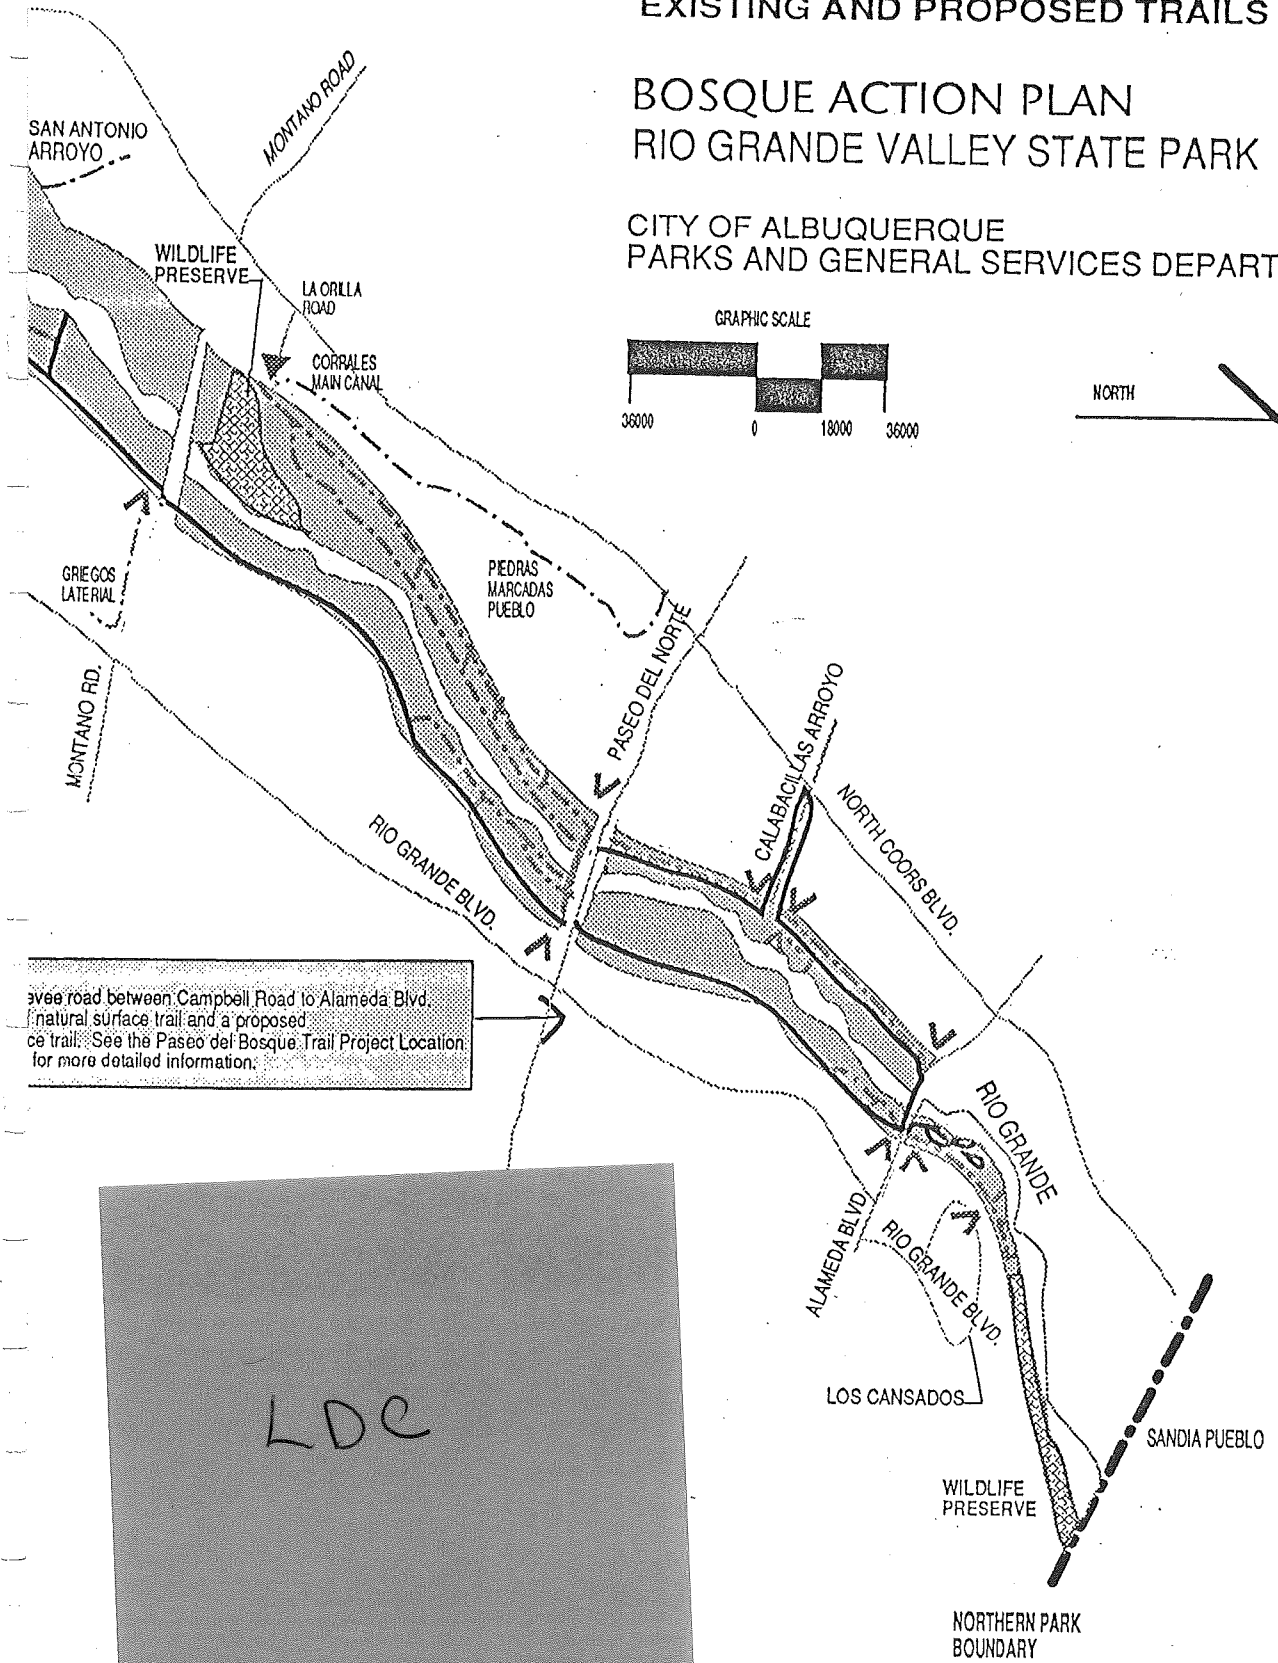 EXISTING AND PROPOSED TRAILS
BOSQUE ACTION PLAN
RIO GRANDE VALLEY STATE PARK
CITY OF ALBUQUERQUE
PARKS AND GENERAL SERVICES DEPART
GRAPHIC SCALE
36000 0 18000 36000
NORTH
MONTANO ROAD
SAN ANTONIO
ARROYO
WILDLIFE
PRESERVE
LA ORILLA
ROAD
CORRALES
MAIN CANAL
PIEDRAS
MARCADAS
PUEBLO
GRIEGOS
LATERIAL
MONTANO RD.
PASEO DEL NORTE
CALABACILLAS ARROYO
NORTH COORS BLVD.
RIO GRANDE BLVD.
evee road between Campbell Road to Alameda Blvd.
natural surface trail and a proposed
ce trail. See the Paseo del Bosque Trail Project Location
for more detailed information.
RIO GRANDE
ALAMEDA BLVD.
RIO GRANDE BLVD.
LOS CANSADOS
SANDIA PUEBLO
WILDLIFE
PRESERVE
NORTHERN PARK
BOUNDARY
LDC